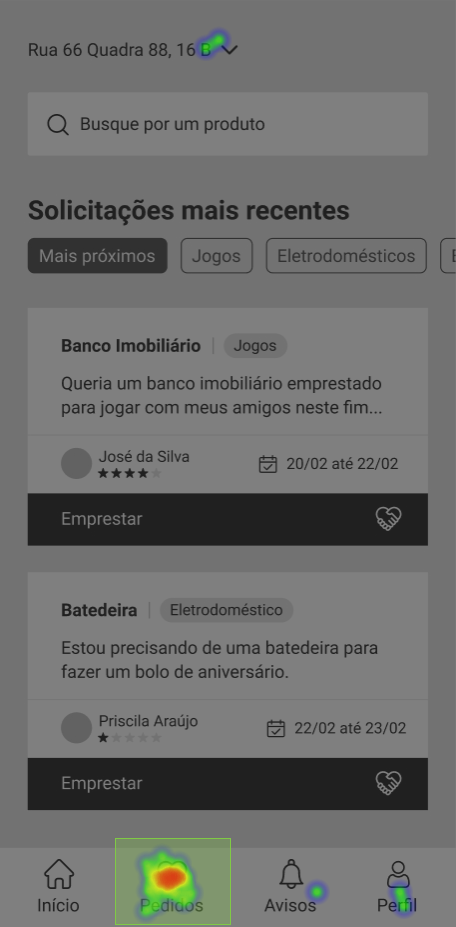 Rua 66 Quadra 88, 16 B
Busque por um produto
Solicitações mais recentes
Mais próximos
Jogos
Eletrodomésticos
Banco Imobiliário
Jogos
Queria um banco imobiliário emprestado
para jogar com meus amigos neste fim...
José da Silva
20/02 até 22/02
Emprestar
Batedeira
Eletrodoméstico
Estou precisando de uma batedeira para
fazer um bolo de aniversário.
Priscila Araújo
22/02 até 23/02
Emprestar
Início
Pedidos
Avisos
Perfil